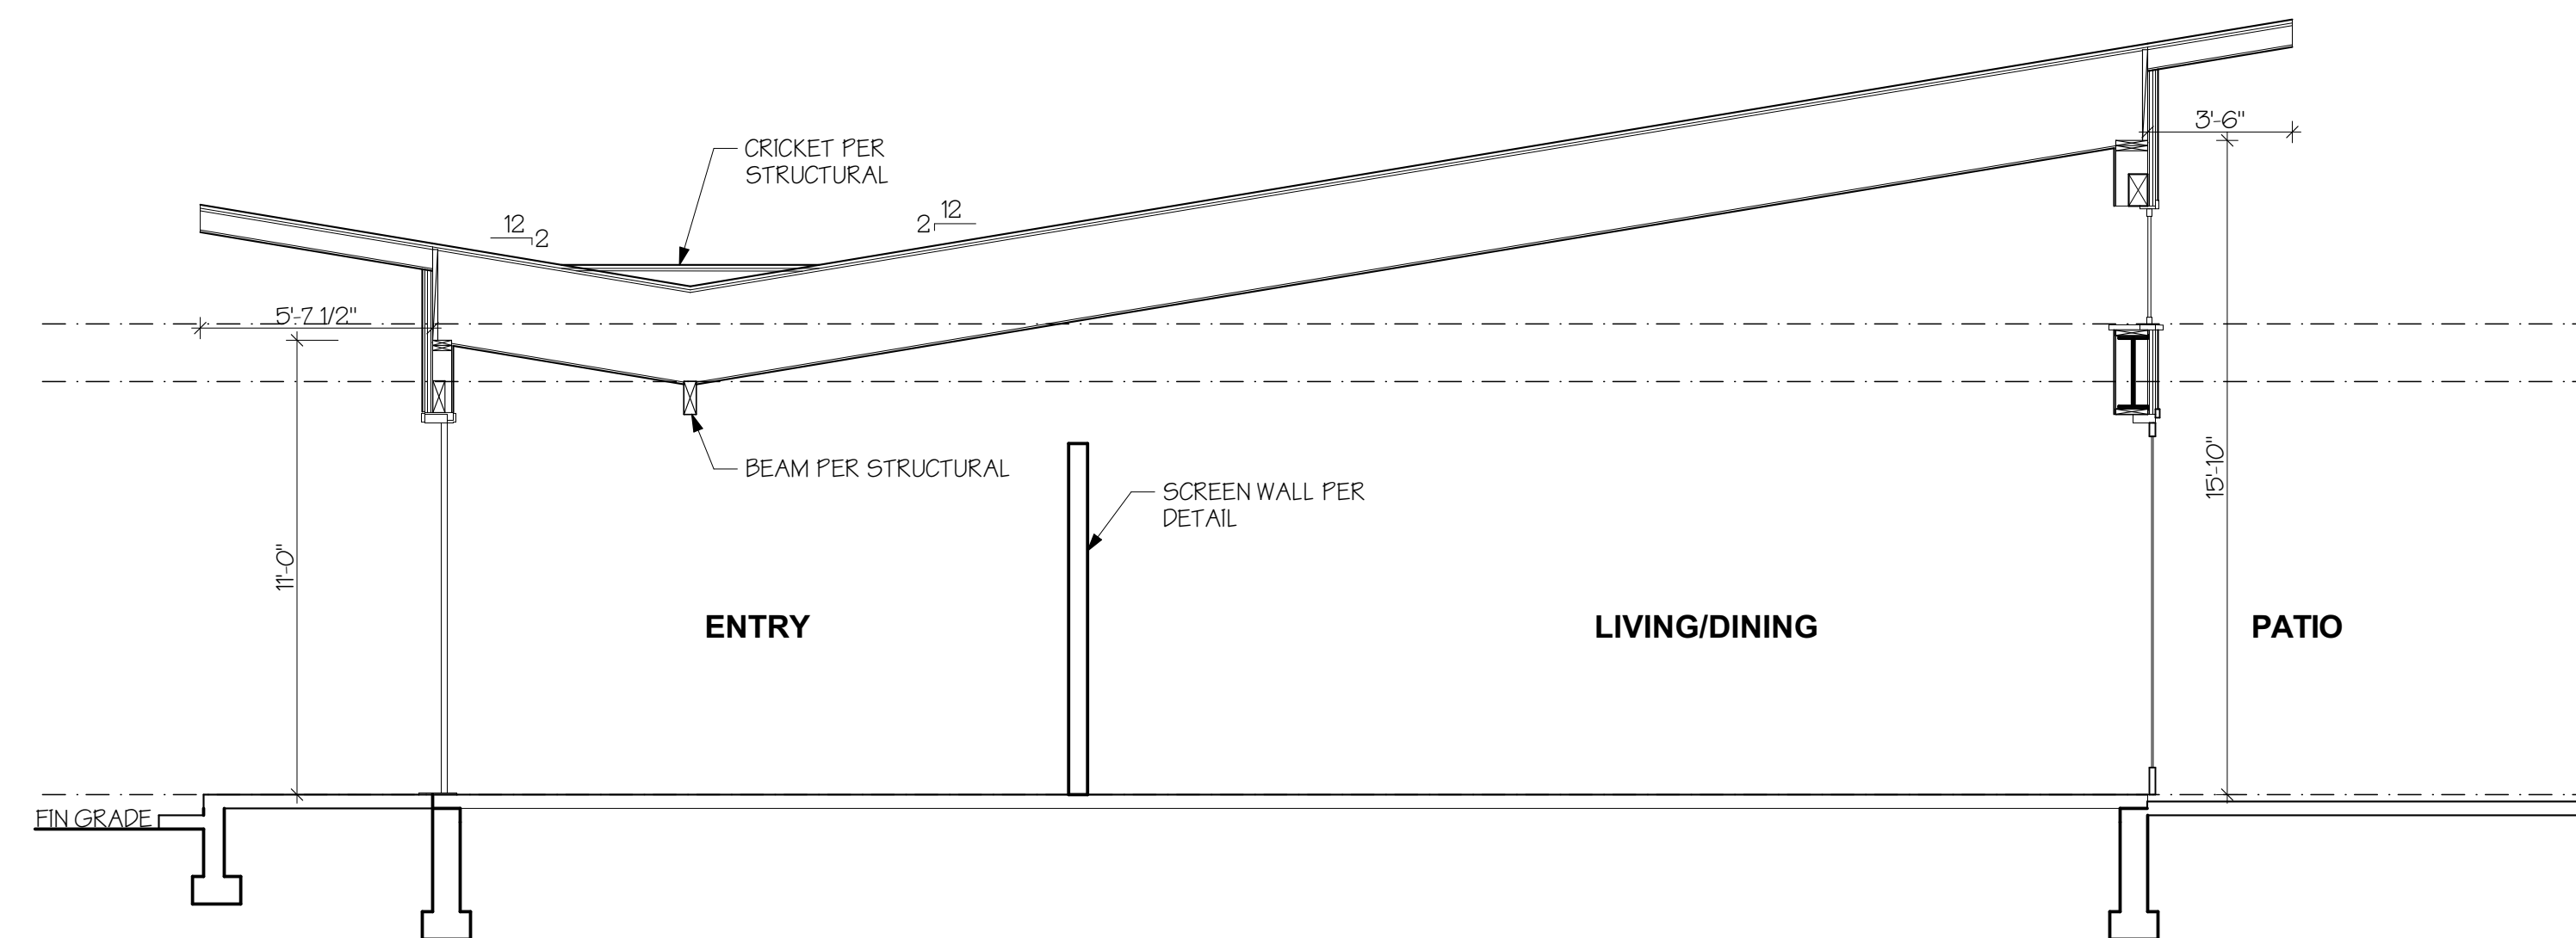 3'-6"
CRICKET PER
STRUCTURAL
12
2
12
2
5'-7 1/2"
BEAM PER STRUCTURAL
15'-10"
SCREEN WALL PER
DETAIL
11'-0"
ENTRY
LIVING/DINING
PATIO
FIN GRADE